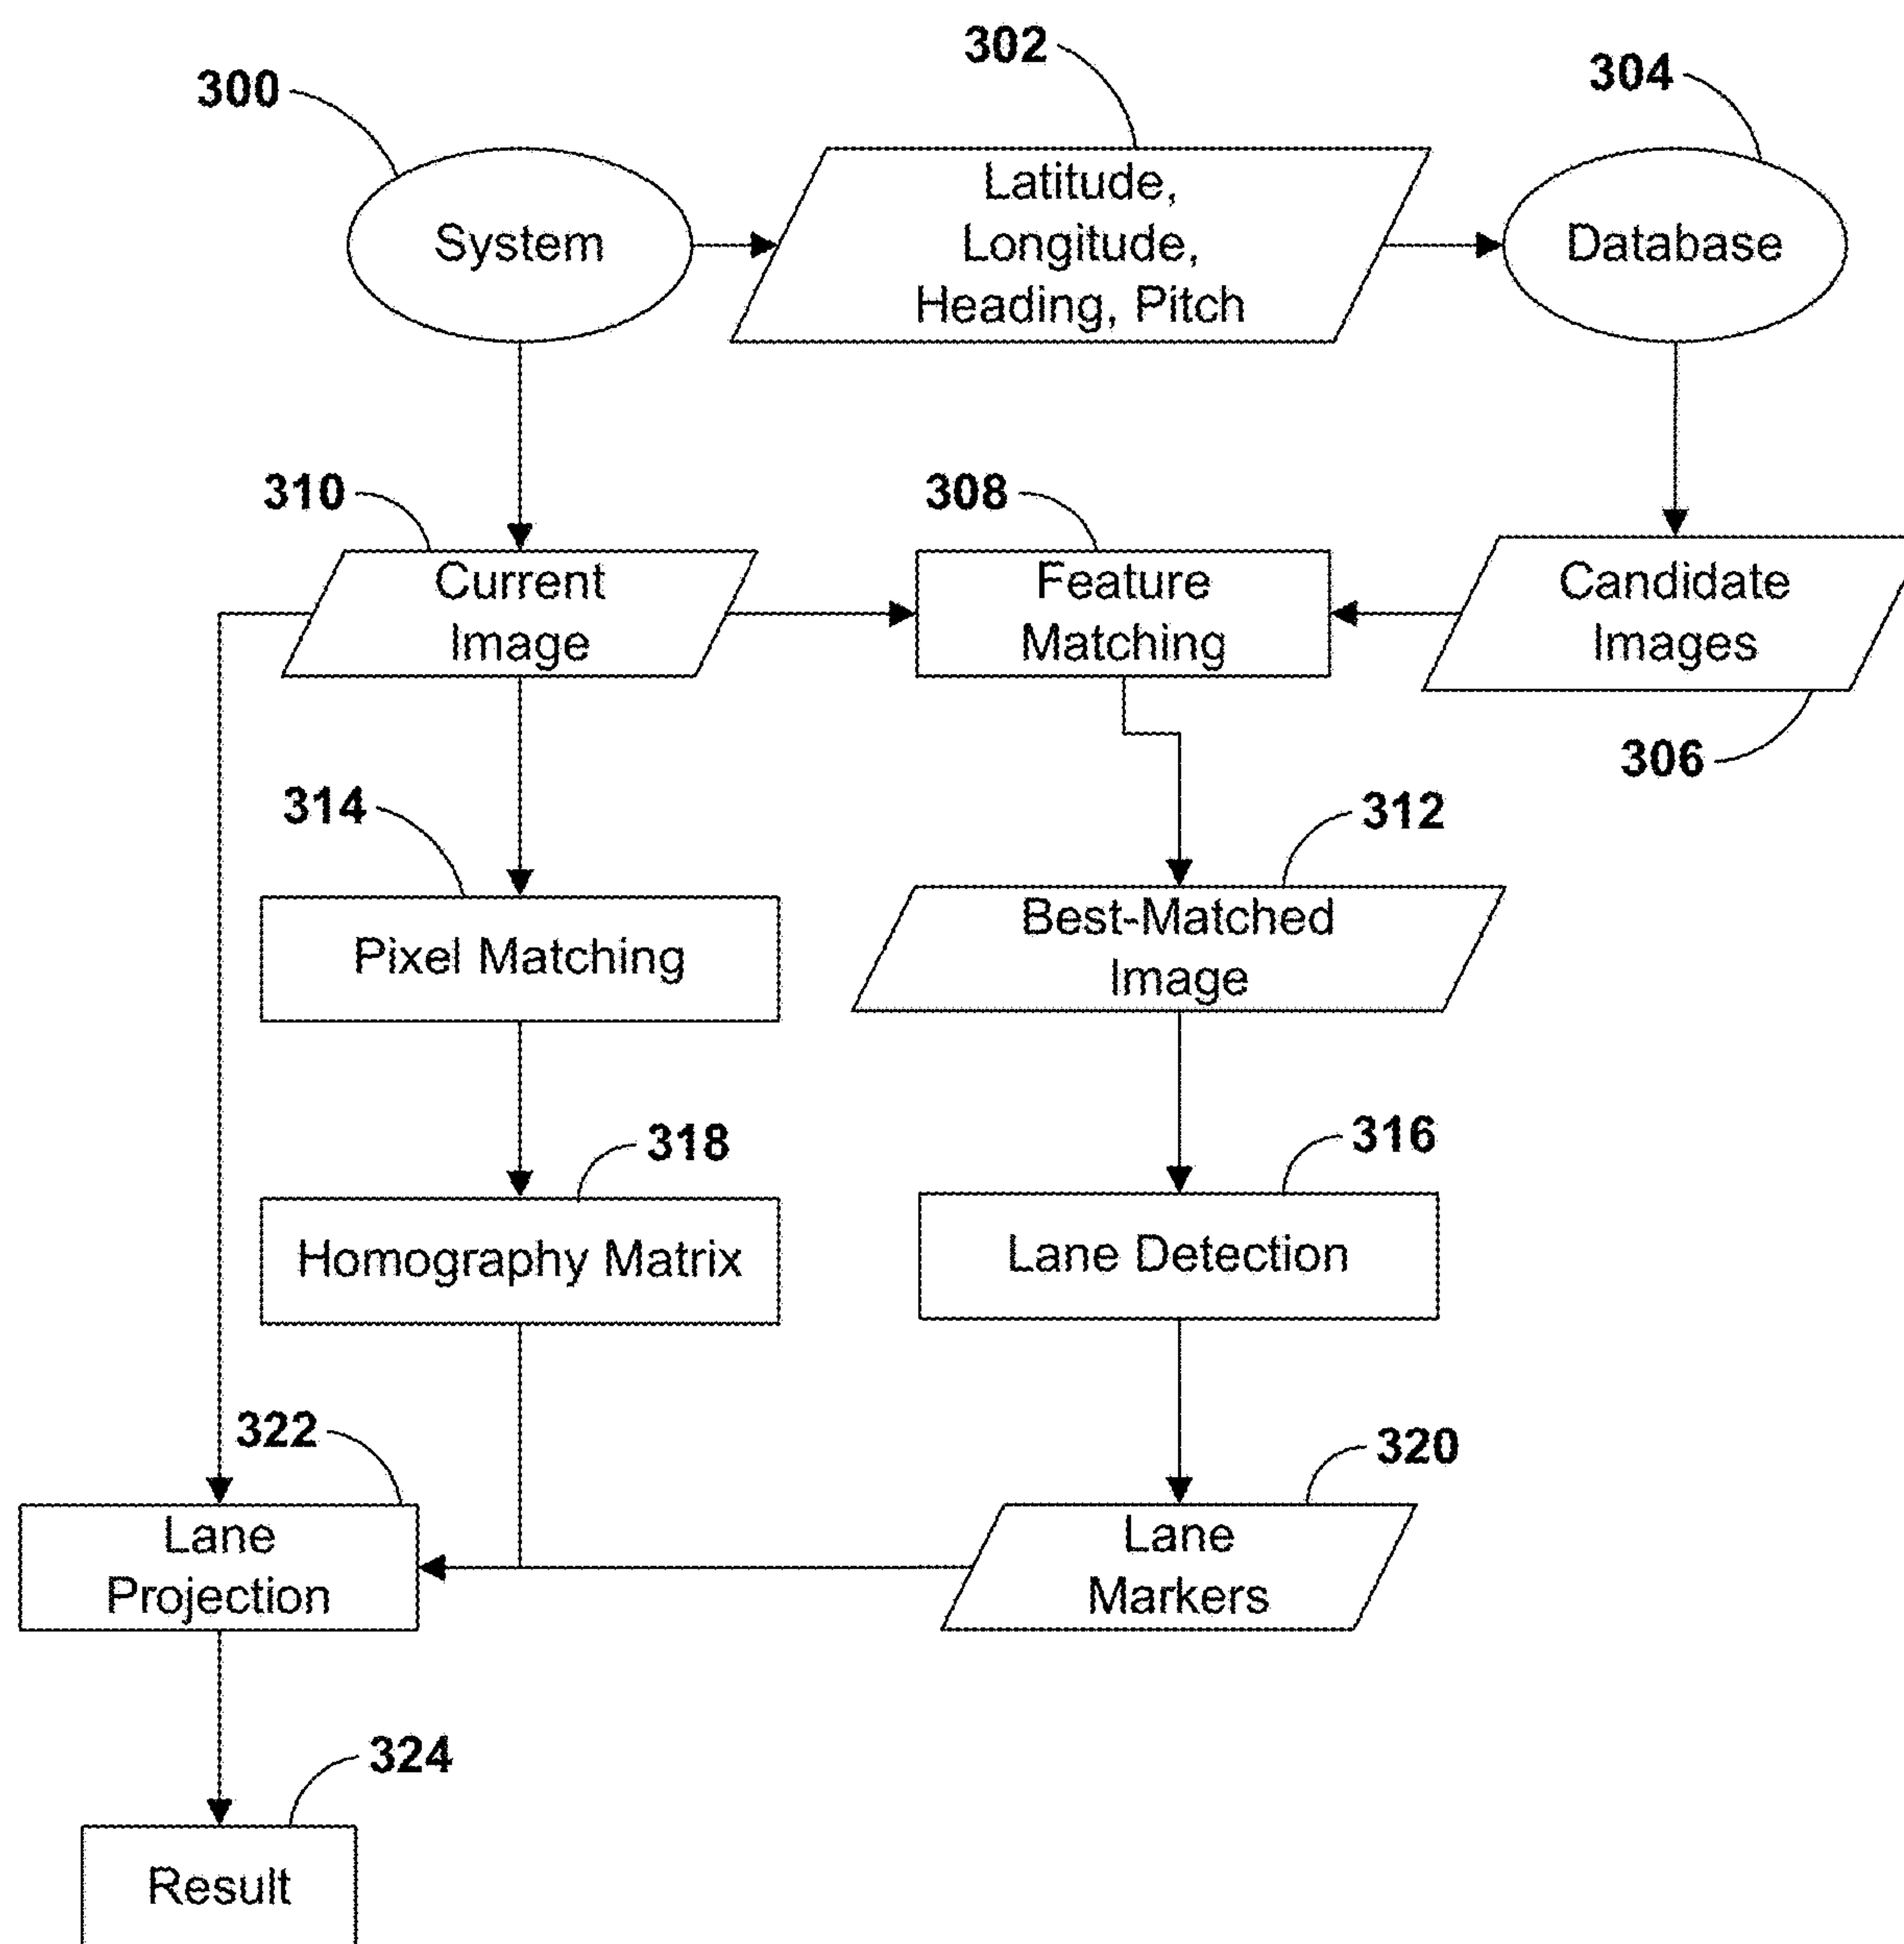 302
304
300
Latitude,
Longitude,
Heading, Pitch
System
Database
310
308
Current
Image
Feature
Matching
Candidate
Images
306
314
312
Pixel Matching
Best-Matched
Image
318
316
Homography Matrix
Lane Detection
322
320
Lane
Projection
Lane
Markers
324
Result